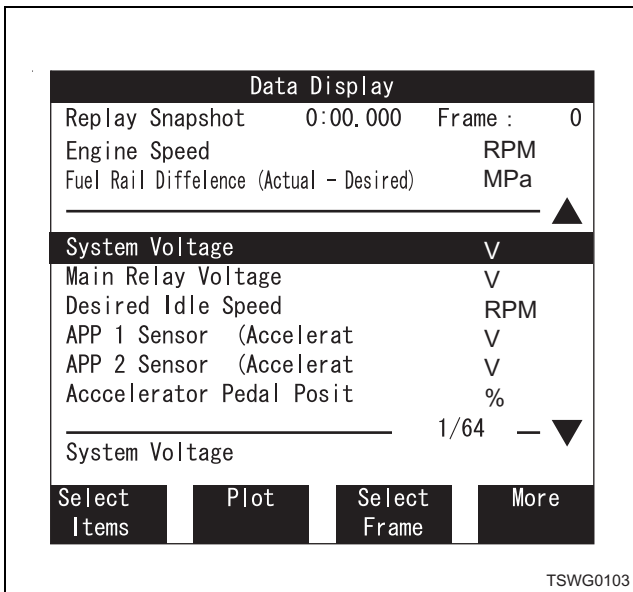 Data Display
Replay Snapshot 0:00.000 Frame : 0
Engine Speed RPM
Fuel Rail Diffelence (Actual - Desired) MPa
System Voltage V
Main Relay Voltage V
Desired Idle Speed RPM
APP 1 Sensor (Accelerat V
APP 2 Sensor (Accelerat V
Acccelerator Pedal Posit %
1/64
System Voltage
Select Plot Select More
Items Frame
TSWG0103